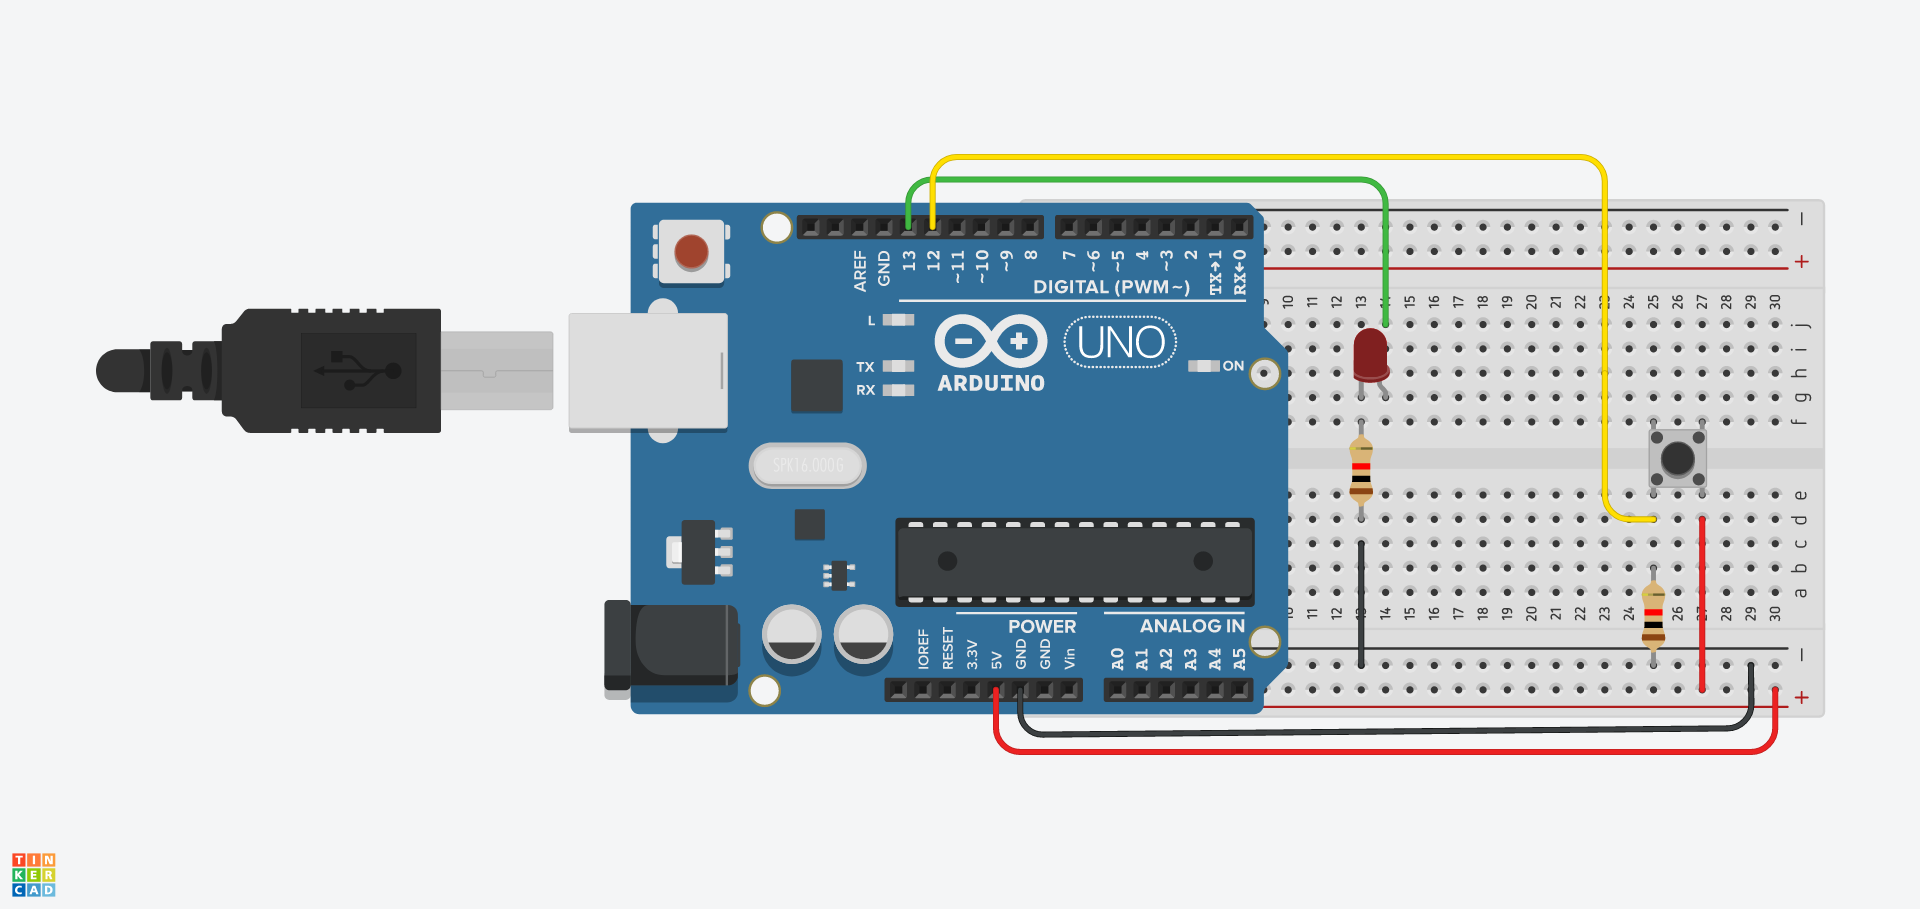 − −
+ +
AREF GND 13 12 ~11 ~10 ~9 8 7 ~6 ~5 4 ~3 2 TX→1 RX←0
DIGITAL (PWM~)
9 10 11 12 13 14 15 16 17 18 19 20 21 22 23 24 25 26 27 28 29 30
L
TX
RX
UNO
ON
ARDUINO
j
i
h
g
f
SPK16.000G
e
d
c
b
a
10 11 12 13 14 15 16 17 18 19 20 21 22 23 24 25 26 27 28 29 30
POWER
ANALOG IN
IOREF RESET 3.3V 5V GND GND Vin A0 A1 A2 A3 A4 A5
−
+
TIN
KER
CAD